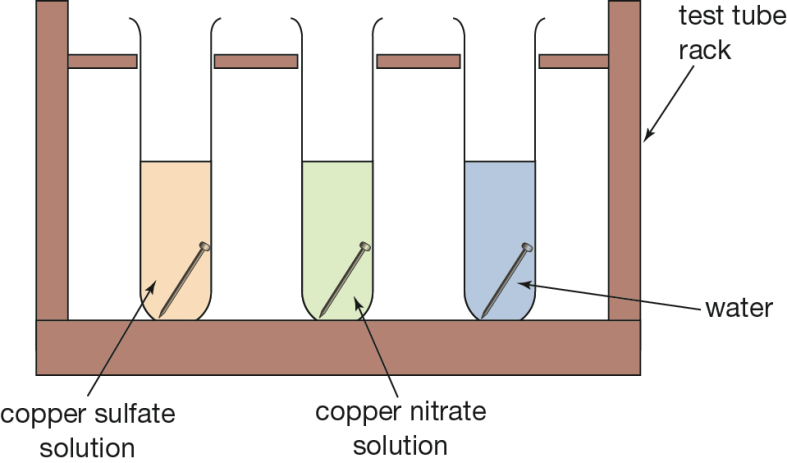 test tube
rack
water
copper sulfate
solution
copper nitrate
solution